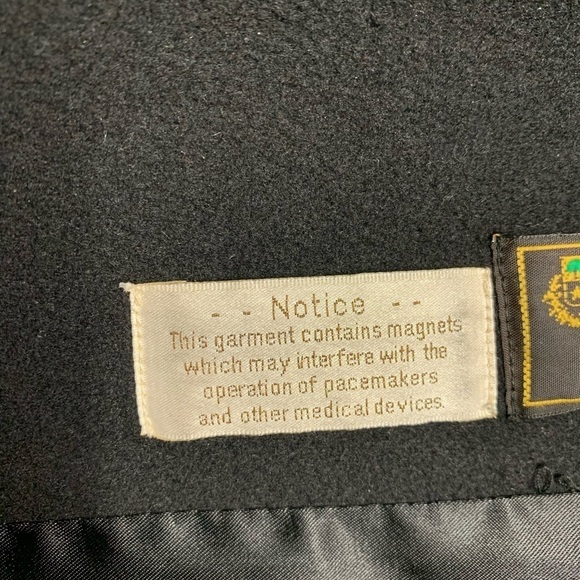 - - Notice - -
This garment contains magnets
which may interfere with the
operation of pacemakers
and other medical devices.